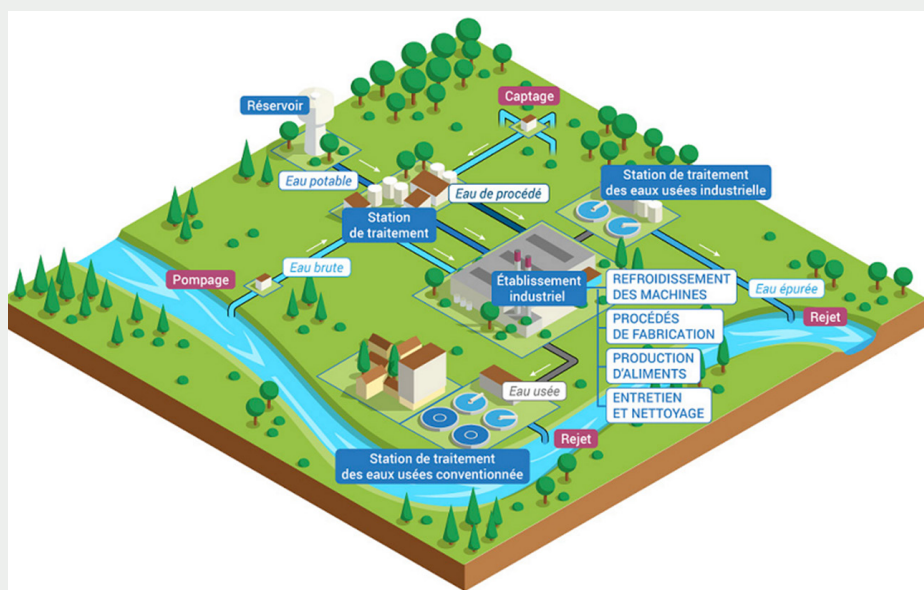 Captage
Réservoir
Eau potable
Eau de procédé
Station de traitement
des eaux usées industrielle
Station
de traitement
Pompage
Eau brute
Établissement
industriel
REFROIDISSEMENT
DES MACHINES
PROCÉDÉS
DE FABRICATION
PRODUCTION
D'ALIMENTS
ENTRETIEN
ET NETTOYAGE
Eau épurée
Rejet
Eau usée
Rejet
Station de traitement
des eaux usées conventionnée